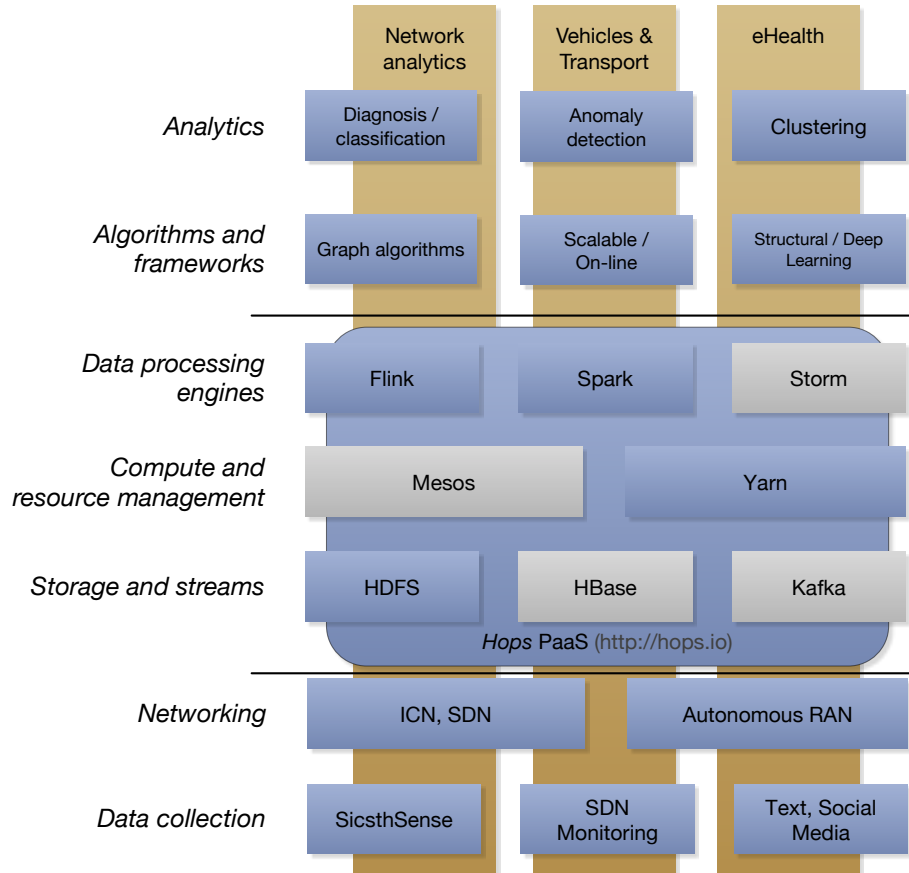 Network
analytics
Vehicles &
Transport
eHealth
Analytics
Diagnosis /
classification
Anomaly
detection
Clustering
Algorithms and
frameworks
Graph algorithms
Scalable /
On-line
Structural / Deep
Learning
Data processing
engines
Flink
Spark
Storm
Compute and
resource management
Mesos
Yarn
Storage and streams
HDFS
HBase
Kafka
Hops PaaS (http://hops.io)
Networking
ICN, SDN
Autonomous RAN
Data collection
SicsthSense
SDN
Monitoring
Text, Social
Media